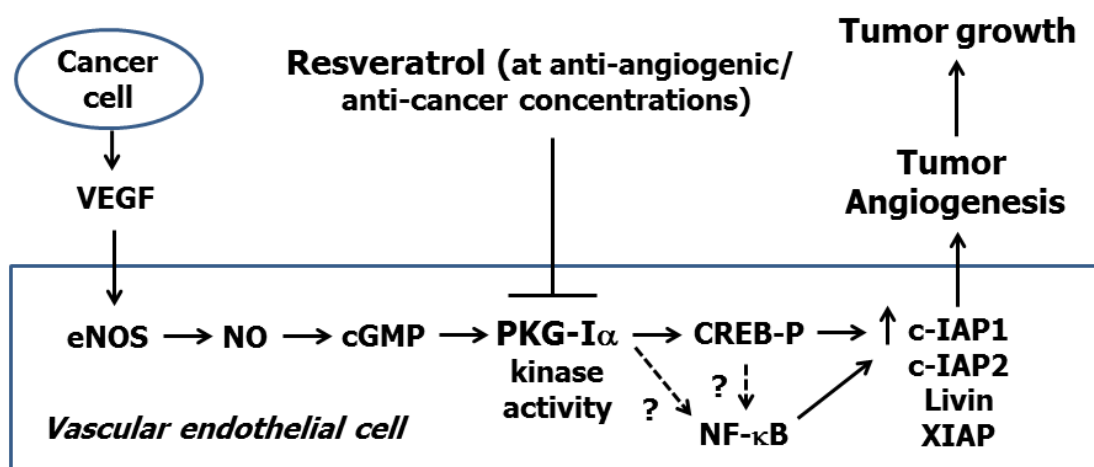 Cancer
cell
VEGF
Resveratrol (at anti-angiogenic/
anti-cancer concentrations)
Tumor growth
Tumor
Angiogenesis
eNOS
NO
cGMP
PKG-Iα
kinase
activity
CREB-P
?
?
NF-κB
c-IAP1
c-IAP2
Livin
XIAP
Vascular endothelial cell